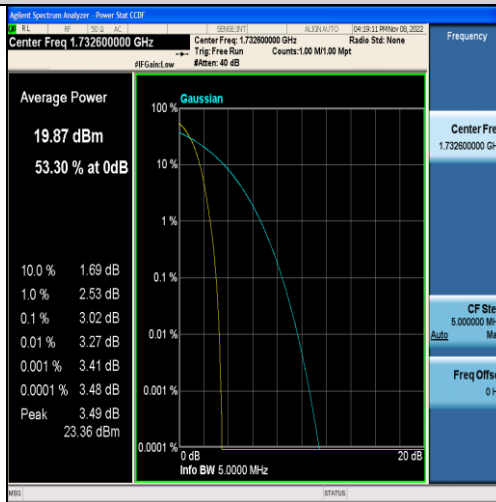 Agilent Spectrum Analyzer - Power Stat CCDF
RL RF 50 Ω AC SENSE:INT ALIGN AUTO 04:19:11 PM Nov 08, 2022
Center Freq 1.732600000 GHz
Center Freq: 1.732600000 GHz Radio Std: None
Trig: Free Run Counts:1.00 M/1.00 Mpt
#IFGain:Low #Atten: 40 dB
Frequency
Average Power
19.87 dBm
53.30 % at 0dB
10.0 % 1.69 dB
1.0 % 2.53 dB
0.1 % 3.02 dB
0.01 % 3.27 dB
0.001 % 3.41 dB
0.0001 % 3.48 dB
Peak 3.49 dB
23.36 dBm
Gaussian
100 %
10 %
1 %
0.1 %
0.01 %
0.001 %
0.0001 %
0 dB 20 dB
Info BW 5.0000 MHz
Center Fre
1.732600000 GH
CF Ste
5.000000 MH
Auto Ma
Freq Offs
0 H
MSG STATUS